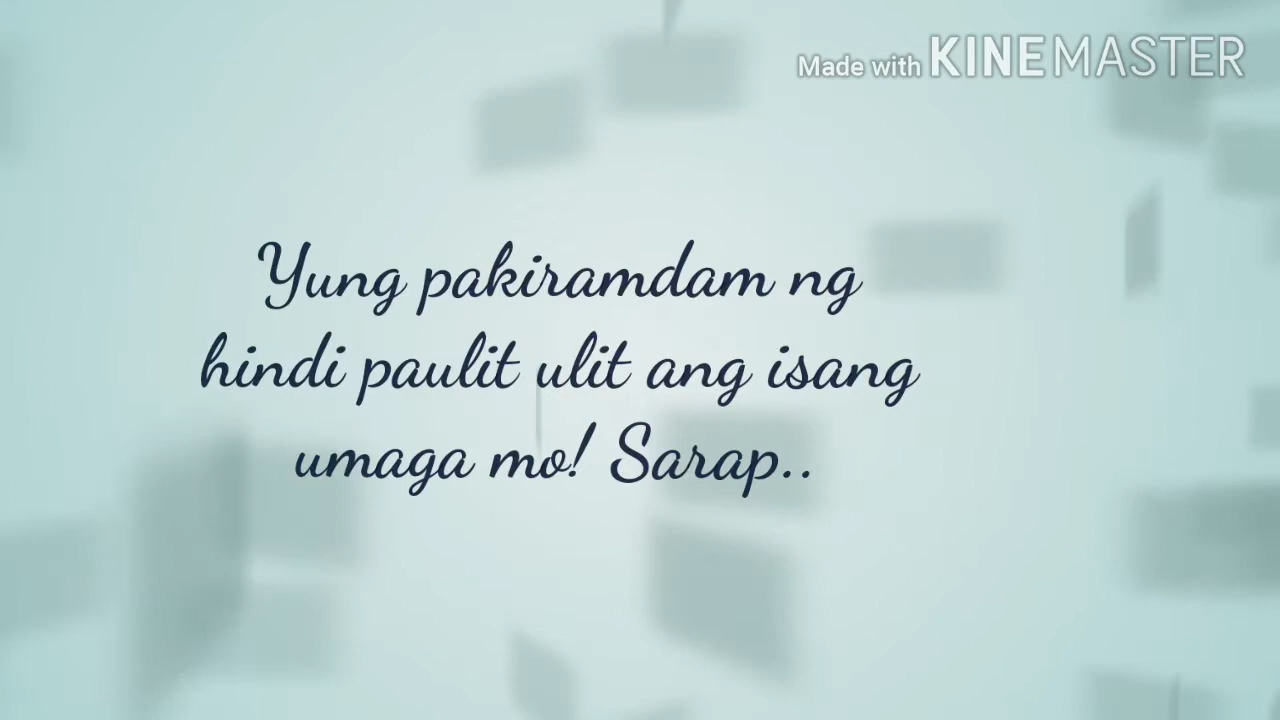 Made with KINEMASTER
Yung pakiramdam ng
hindi paulit ulit ang isang
umaga mo! Sarap..